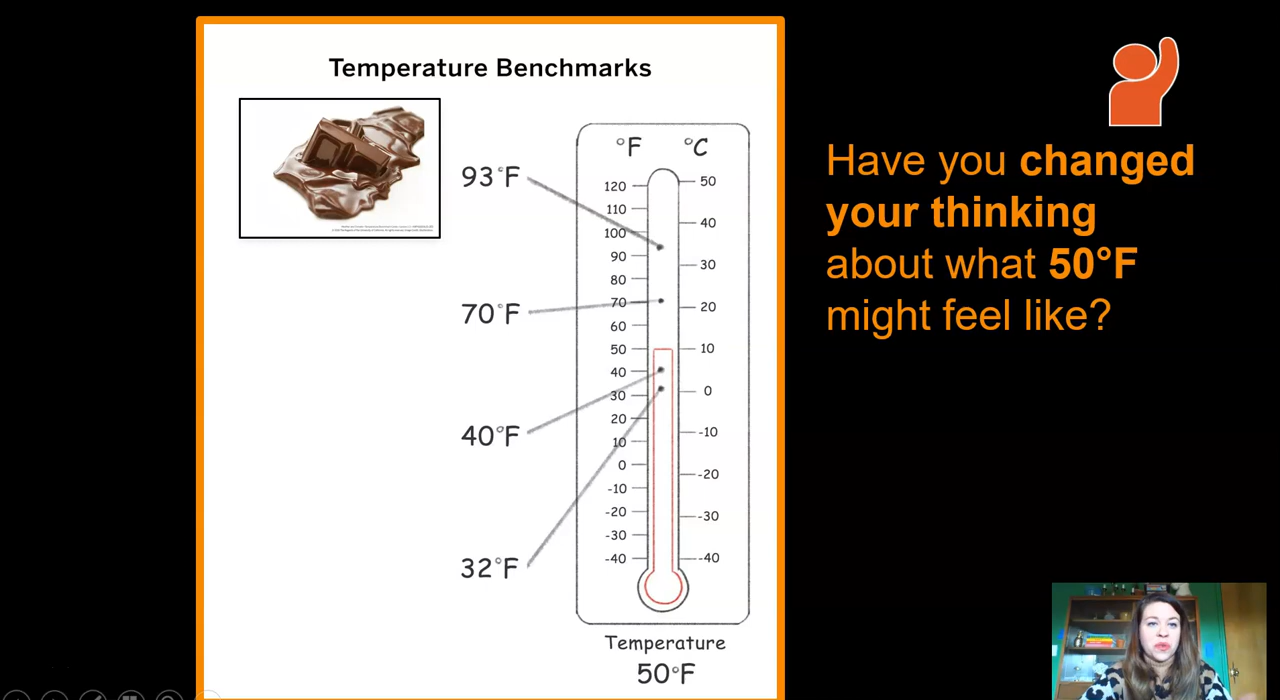 Temperature Benchmarks
°F °C
93°F
70°F
40°F
32°F
120
110
100
90
80
70
60
50
40
30
20
10
0
-10
-20
-30
-40
50
40
30
20
10
0
-10
-20
-30
-40
Temperature
50°F
Have you changed
your thinking
about what 50°F
might feel like?